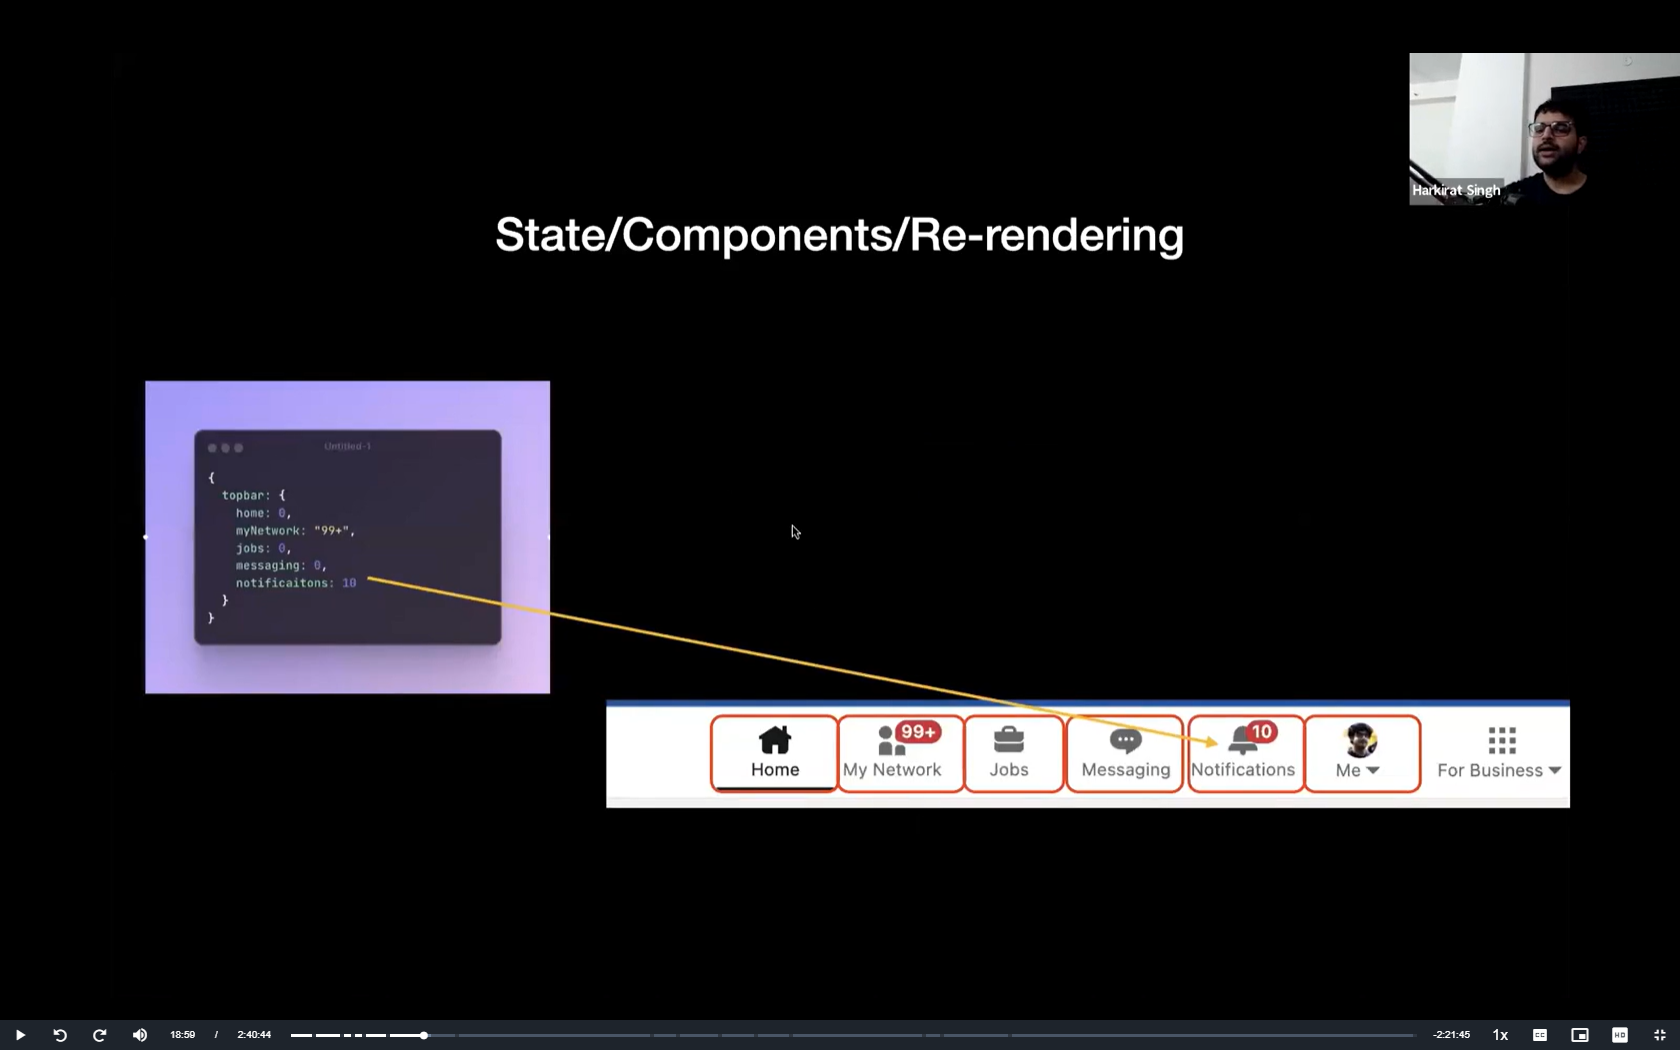 Harkirat Singh
State/Components/Re-rendering
Untitled-1
{
topbar: {
home: 0,
myNetwork: "99+",
jobs: 0,
messaging: 0,
notificaitons: 10
}
}
99+
10
Home
My Network
Jobs
Messaging
Notifications
Me
For Business
18:59 / 2:40:44
-2:21:45
1x
CC
HD